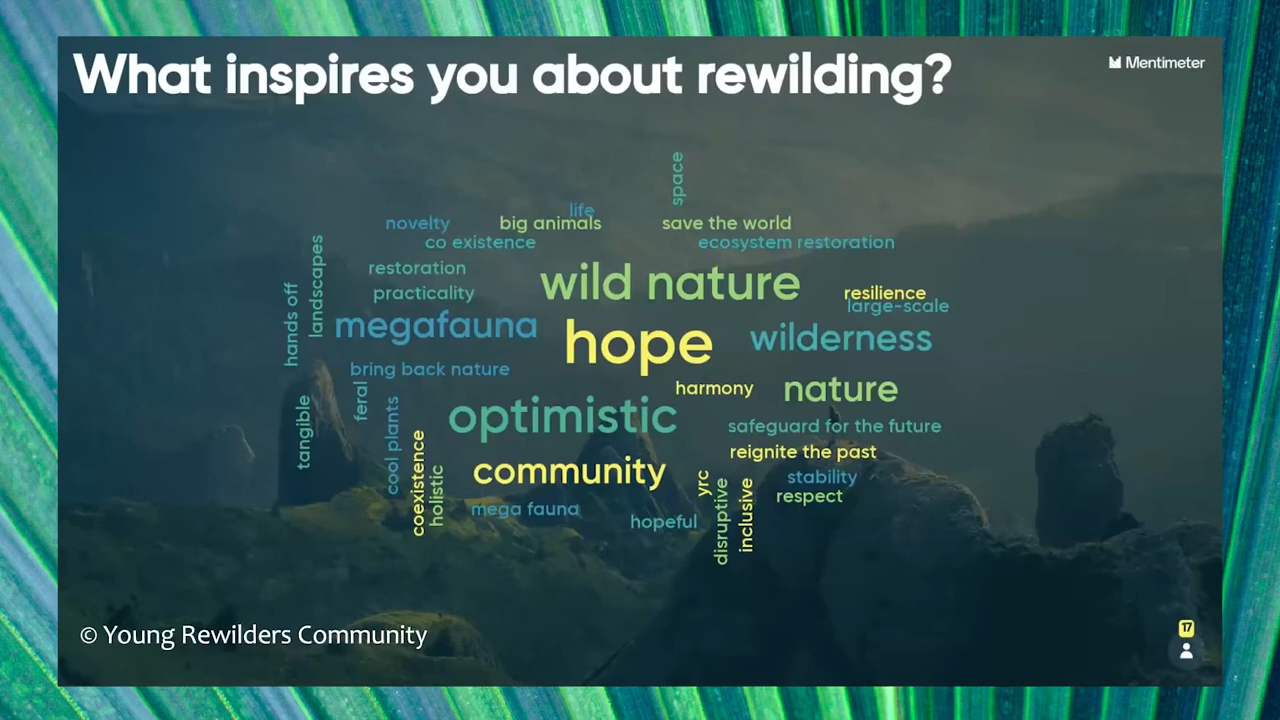 What inspires you about rewilding?
Mentimeter
space
life
novelty
big animals
save the world
co existence
ecosystem restoration
landscapes
restoration
wild nature
hands off
practicality
resilience
large-scale
megafauna
hope
wilderness
bring back nature
harmony
nature
feral
tangible
cool plants
optimistic
safeguard for the future
coexistence
reignite the past
holistic
community
yrc
stability
disruptive
inclusive
respect
mega fauna
hopeful
© Young Rewilders Community
17